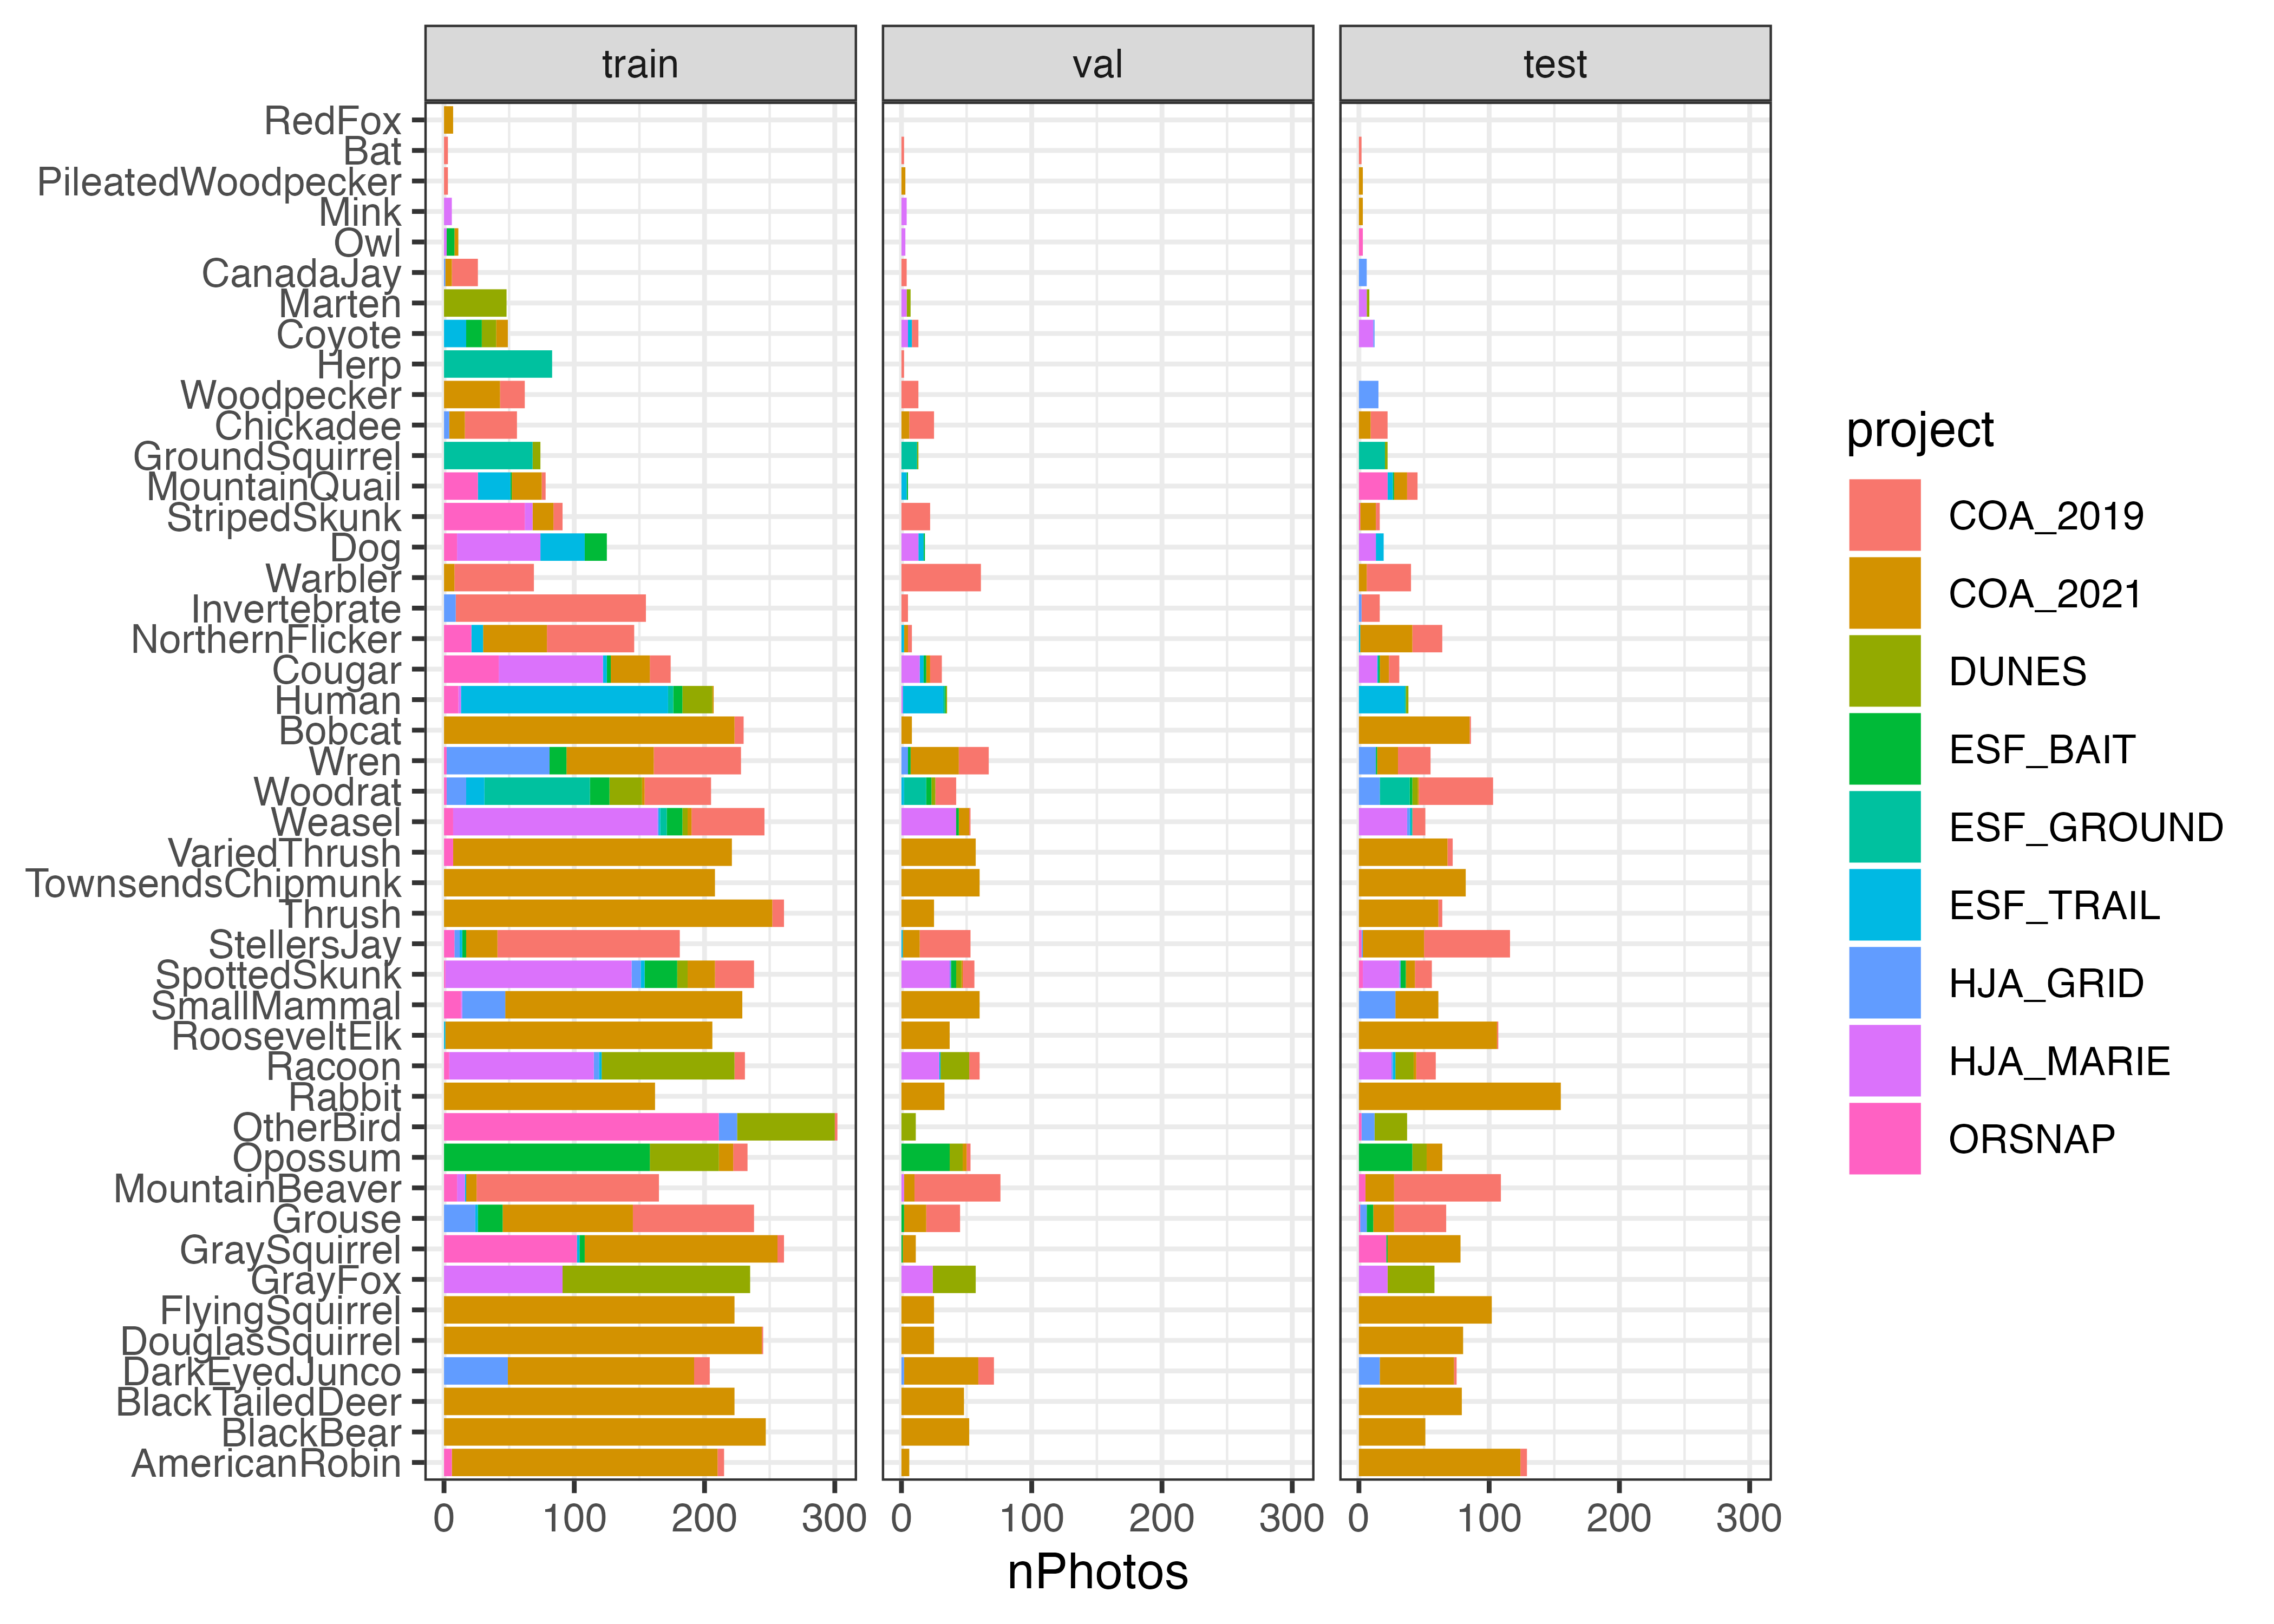 train
val
test
RedFox
Bat
PileatedWoodpecker
Mink
Owl
CanadaJay
Marten
Coyote
Herp
Woodpecker
Chickadee
GroundSquirrel
MountainQuail
StripedSkunk
Dog
Warbler
Invertebrate
NorthernFlicker
Cougar
Human
Bobcat
Wren
Woodrat
Weasel
VariedThrush
TownsendsChipmunk
Thrush
StellersJay
SpottedSkunk
SmallMammal
RooseveltElk
Racoon
Rabbit
OtherBird
Opossum
MountainBeaver
Grouse
GraySquirrel
GrayFox
FlyingSquirrel
DouglasSquirrel
DarkEyedJunco
BlackTailedDeer
BlackBear
AmericanRobin
0 100 200 300
0 100 200 300
0 100 200 300
nPhotos
project
COA_2019
COA_2021
DUNES
ESF_BAIT
ESF_GROUND
ESF_TRAIL
HJA_GRID
HJA_MARIE
ORSNAP